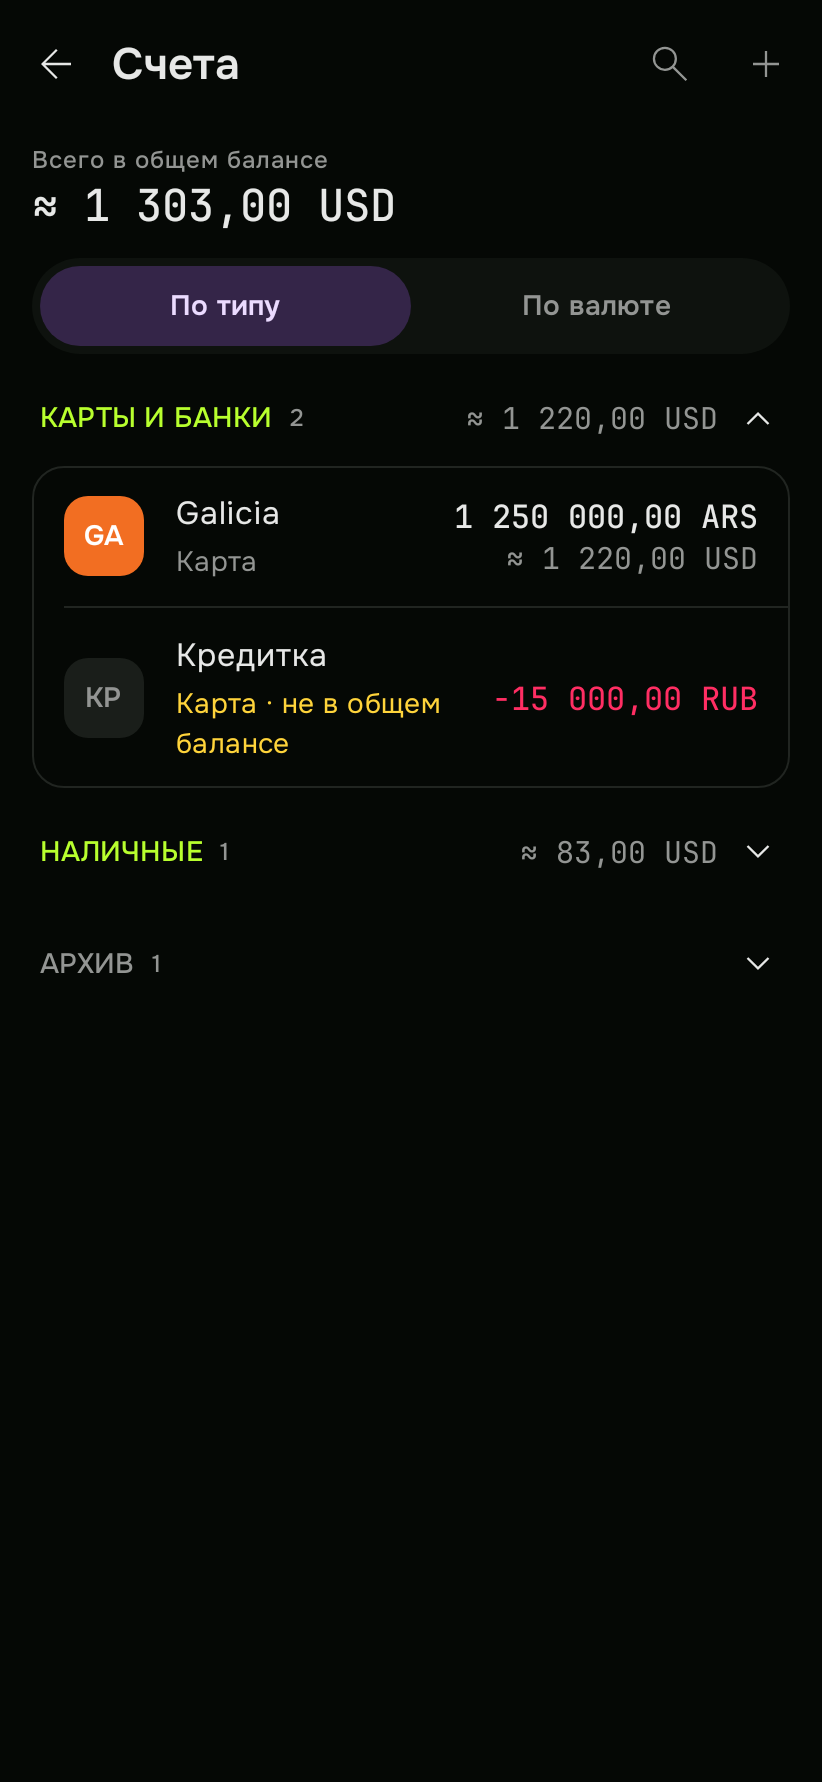 Счета
Всего в общем балансе
≈ 1 303,00 USD
По типу
По валюте
КАРТЫ И БАНКИ 2 ≈ 1 220,00 USD
GA
Galicia
1 250 000,00 ARS
Карта
≈ 1 220,00 USD
КР
Кредитка
Карта · не в общем
балансе
-15 000,00 RUB
НАЛИЧНЫЕ 1 ≈ 83,00 USD
АРХИВ 1